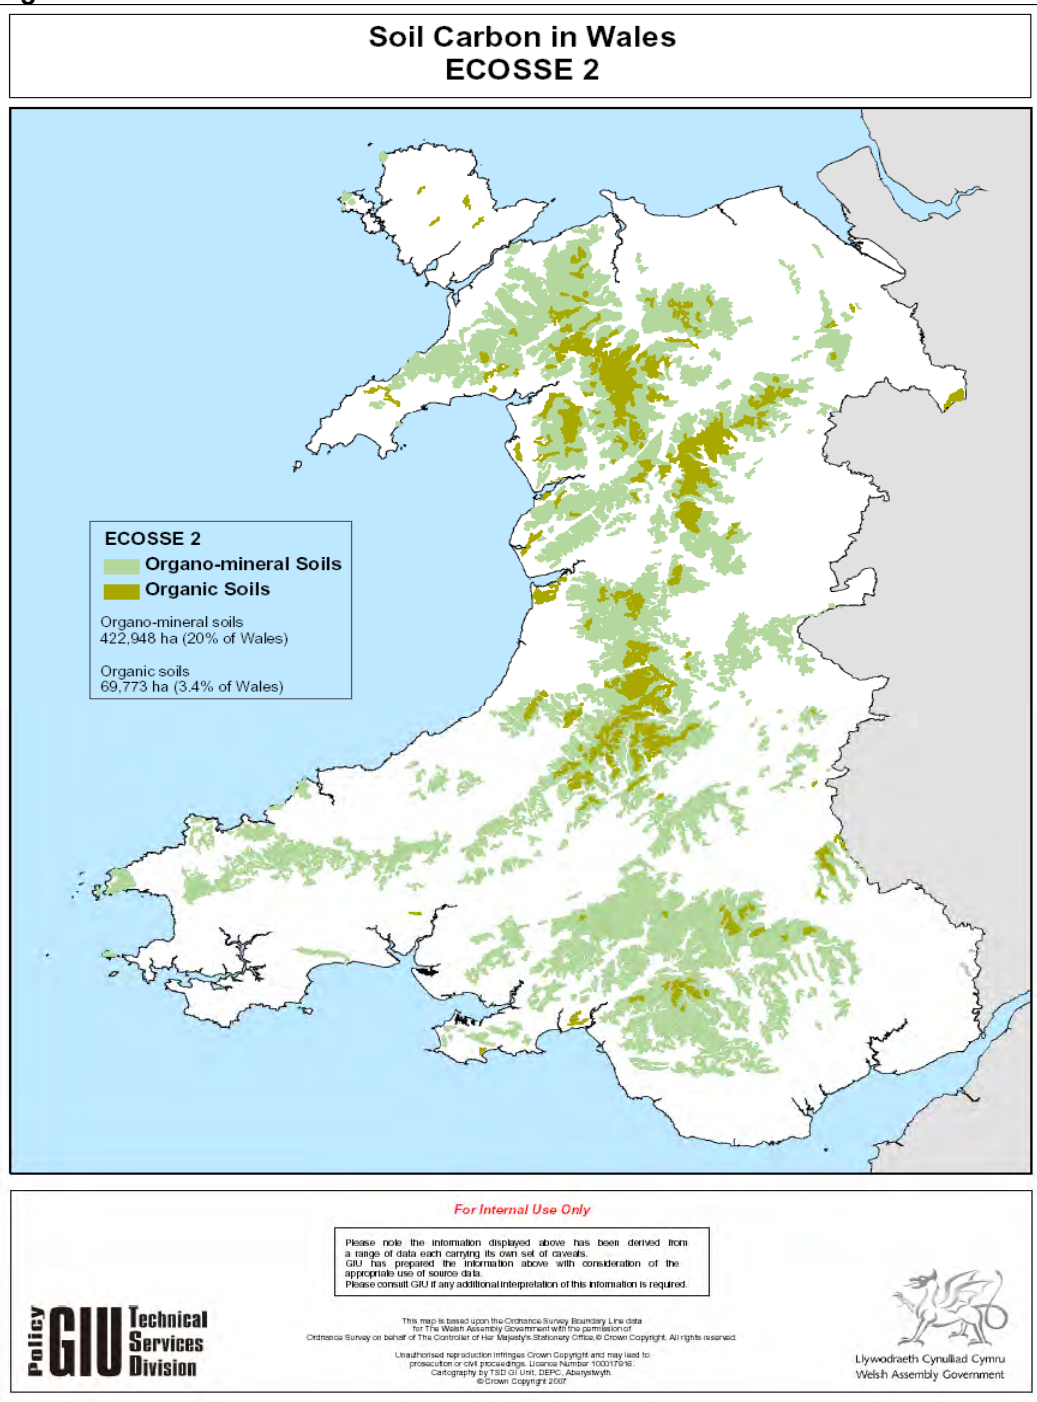 Soil Carbon in Wales
ECOSSE 2
ECOSSE 2
Organo-mineral Soils
Organic Soils
Organo-mineral soils
422,948 ha (20% of Wales)
Organic soils
69,773 ha (3.4% of Wales)
For Internal Use Only
Please note the information displayed above has been derived from
a range of data each carrying its own set of caveats.
GIU has prepared the information above with consideration of the
appropriate use of source data.
Please consult GIU if any additional interpretation of this information is required.
This map is based upon the Ordnance Survey Boundary Line data
for The Welsh Assembly Government with the permission of
Ordnance Survey on behalf of The Controller of Her Majesty's Stationery Office, © Crown Copyright. All rights reserved.
Unauthorised reproduction infringes Crown Copyright and may lead to
prosecution or civil proceedings. Licence Number 100017916.
Cartography by TSD GI Unit, DEPC, Aberystwyth.
© Crown Copyright 2007
Policy
GIU
Technical
Services
Division
Llywodraeth Cynulliad Cymru
Welsh Assembly Government